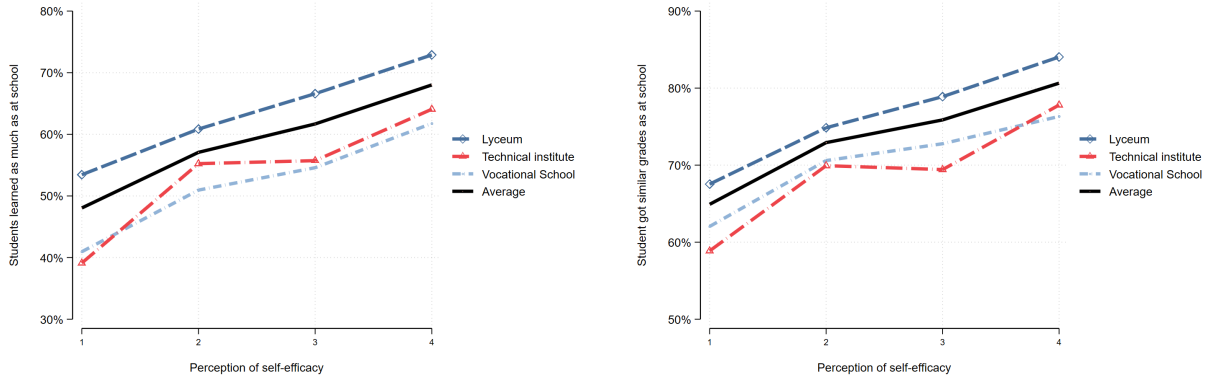 Students learned as much as at school
80%
70%
60%
50%
40%
30%
1 2 3 4
Perception of self-efficacy
Lyceum
Technical institute
Vocational School
Average
Student got similar grades as at school
90%
80%
70%
60%
50%
1 2 3 4
Perception of self-efficacy
Lyceum
Technical institute
Vocational School
Average